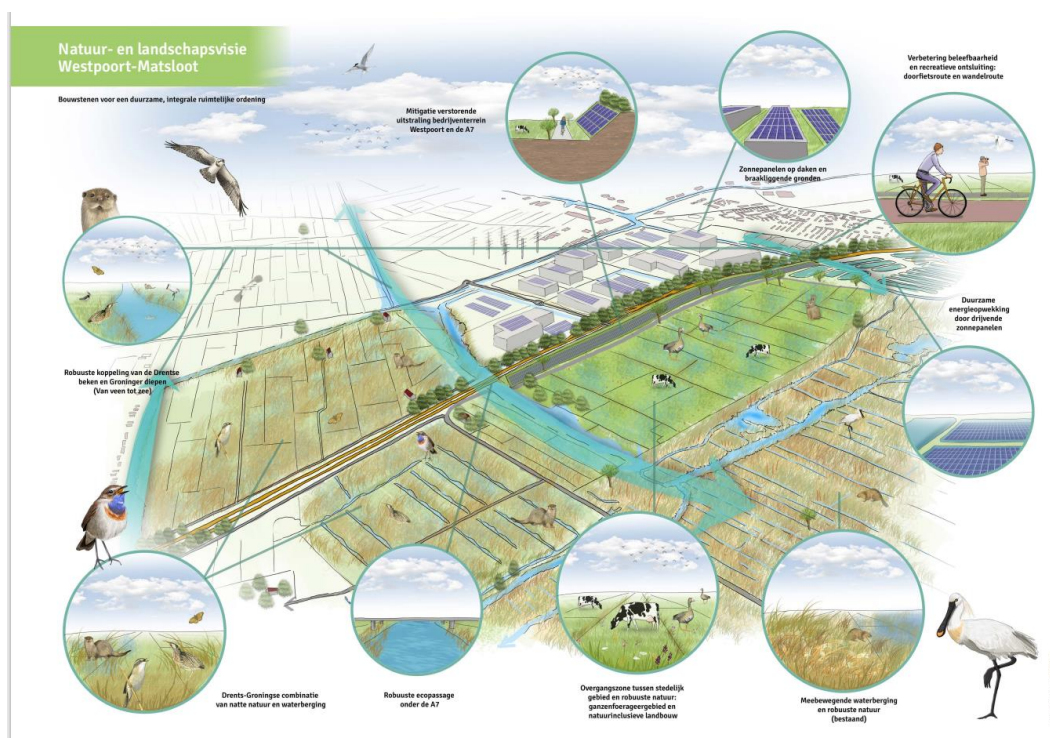 Natuur- en landschapsvisie
Westpoort-Matsloot
Bouwstenen voor een duurzame, integrale ruimtelijke ordening
Mitigatie verstorende
uitstraling bedrijventerrein
Westpoort en de A7
Zonnepanelen op daken en
braakliggende gronden
Verbetering beleefbaarheid
en recreatieve ontsluiting:
doorfietsroute en wandelroute
Duurzame
energieopwekking
door drijvende
zonnepanelen
Robuuste koppeling van de Drentse
beken en Groninger diepen
(Van veen tot zee)
Drents-Groningse combinatie
van natte natuur en waterberging
Robuuste ecopassage
onder de A7
Overgangszone tussen stedelijk
gebied en robuuste natuur:
ganzenfoerageergebied en
natuurinclusieve landbouw
Meebewegende waterberging
en robuuste natuur
(bestaand)